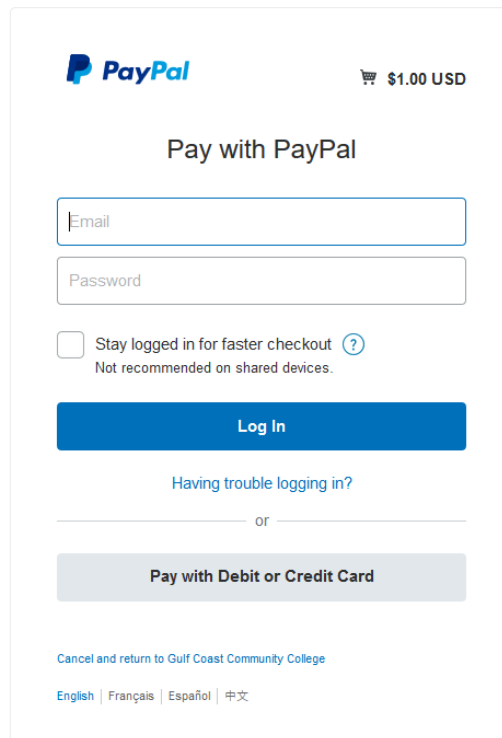 PayPal
$1.00 USD
Pay with PayPal
Email
Password
Stay logged in for faster checkout ?
Not recommended on shared devices.
Log In
Having trouble logging in?
or
Pay with Debit or Credit Card
Cancel and return to Gulf Coast Community College
English | Français | Español | 中文